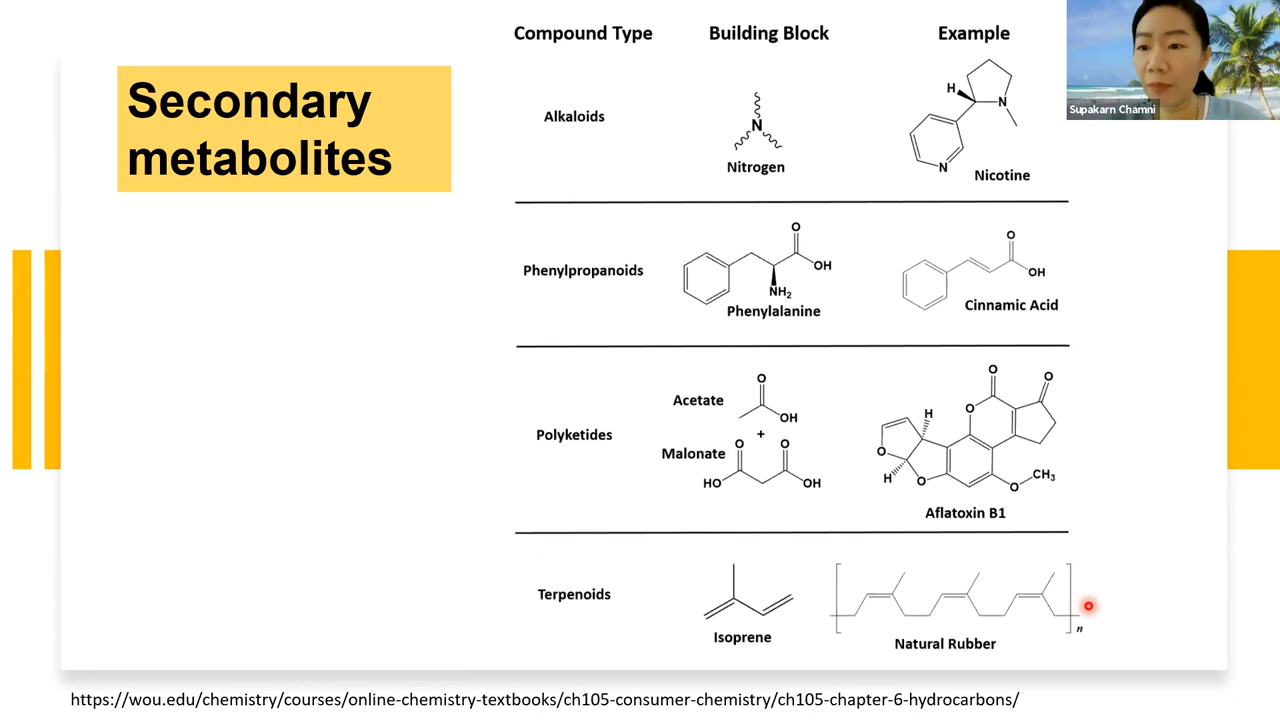 Secondary
metabolites
Compound Type Building Block Example
Supakarn Chamni
Alkaloids
N
Nitrogen
H
N
N
Nicotine
Phenylpropanoids
O
OH
NH2
Phenylalanine
O
OH
Cinnamic Acid
Polyketides
Acetate
O
OH
+
Malonate
O O
HO OH
O O
O
H
O
H
O
O
CH3
Aflatoxin B1
Terpenoids
Isoprene
n
Natural Rubber
https://wou.edu/chemistry/courses/online-chemistry-textbooks/ch105-consumer-chemistry/ch105-chapter-6-hydrocarbons/